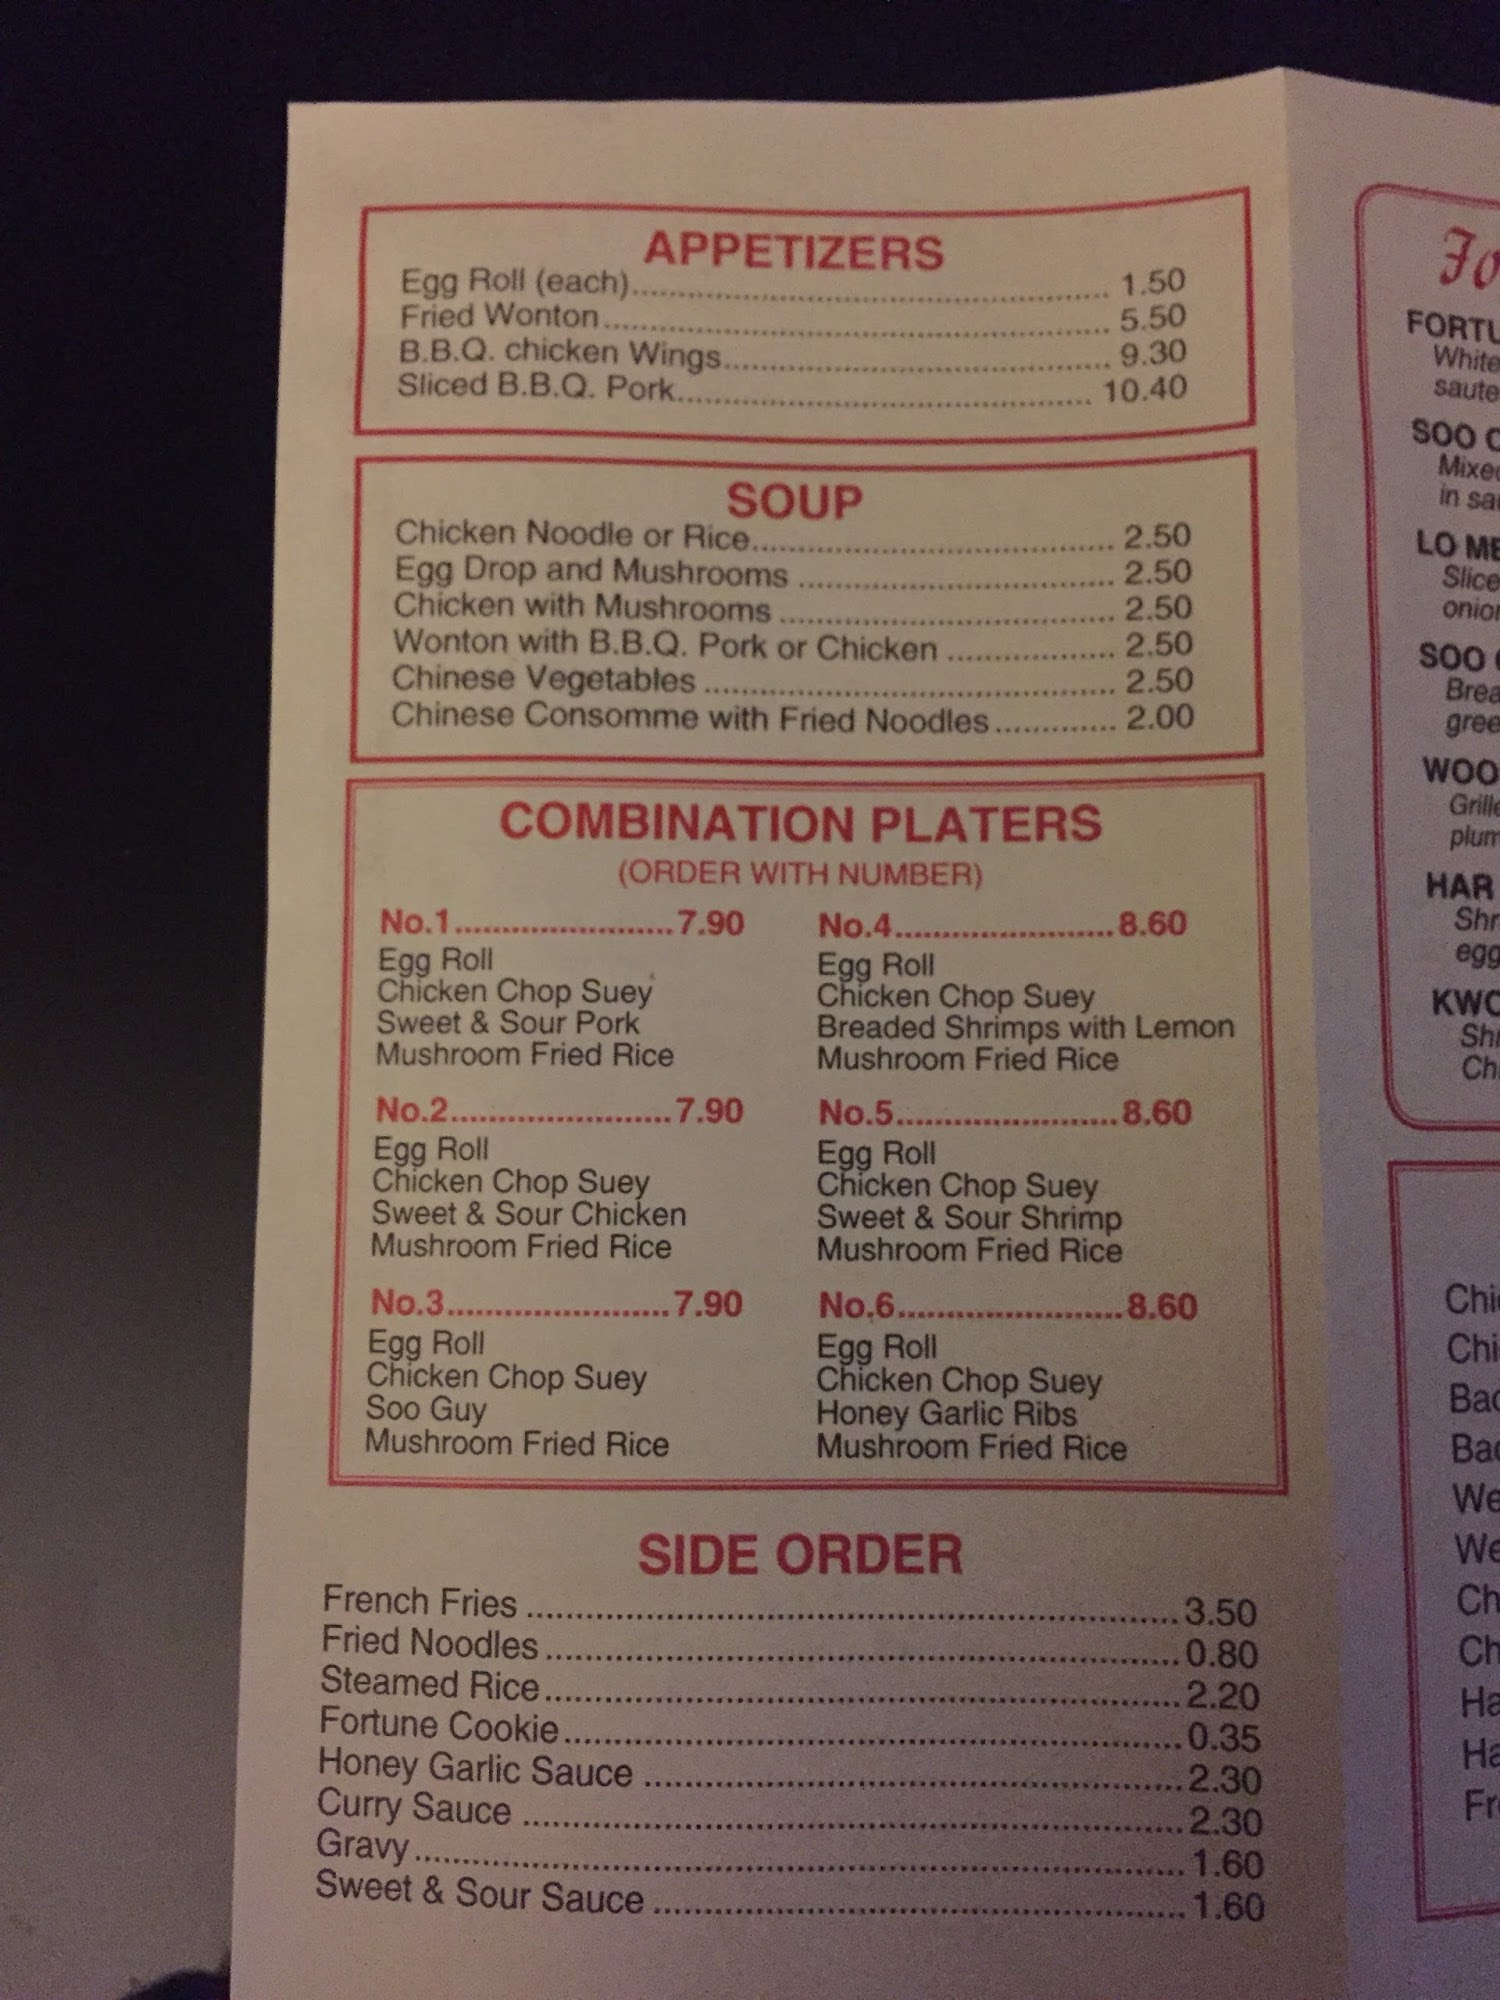 APPETIZERS
Egg Roll (each)................................................ 1.50
Fried Wonton................................................... 5.50
B.B.Q. chicken Wings....................................... 9.30
Sliced B.B.Q. Pork.......................................... 10.40
SOUP
Chicken Noodle or Rice..................................... 2.50
Egg Drop and Mushrooms ................................ 2.50
Chicken with Mushrooms .................................. 2.50
Wonton with B.B.Q. Pork or Chicken ................. 2.50
Chinese Vegetables .......................................... 2.50
Chinese Consomme with Fried Noodles............. 2.00
COMBINATION PLATERS
(ORDER WITH NUMBER)
No.1.......................7.90
Egg Roll
Chicken Chop Suey
Sweet & Sour Pork
Mushroom Fried Rice
No.2.......................7.90
Egg Roll
Chicken Chop Suey
Sweet & Sour Chicken
Mushroom Fried Rice
No.3.......................7.90
Egg Roll
Chicken Chop Suey
Soo Guy
Mushroom Fried Rice
No.4.......................8.60
Egg Roll
Chicken Chop Suey
Breaded Shrimps with Lemon
Mushroom Fried Rice
No.5.......................8.60
Egg Roll
Chicken Chop Suey
Sweet & Sour Shrimp
Mushroom Fried Rice
No.6.......................8.60
Egg Roll
Chicken Chop Suey
Honey Garlic Ribs
Mushroom Fried Rice
SIDE ORDER
French Fries .................................................................3.50
Fried Noodles ...............................................................0.80
Steamed Rice...............................................................2.20
Fortune Cookie.............................................................0.35
Honey Garlic Sauce .....................................................2.30
Curry Sauce .................................................................2.30
Gravy............................................................................1.60
Sweet & Sour Sauce ....................................................1.60
White
SOO
Mixed
in
LO
SOO
HAR